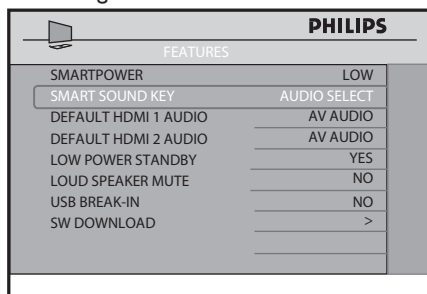 PHILIPS
FEATURES
SMARTPOWER LOW
SMART SOUND KEY AUDIO SELECT
DEFAULT HDMI 1 AUDIO AV AUDIO
DEFAULT HDMI 2 AUDIO AV AUDIO
LOW POWER STANDBY YES
LOUD SPEAKER MUTE NO
USB BREAK-IN NO
SW DOWNLOAD >